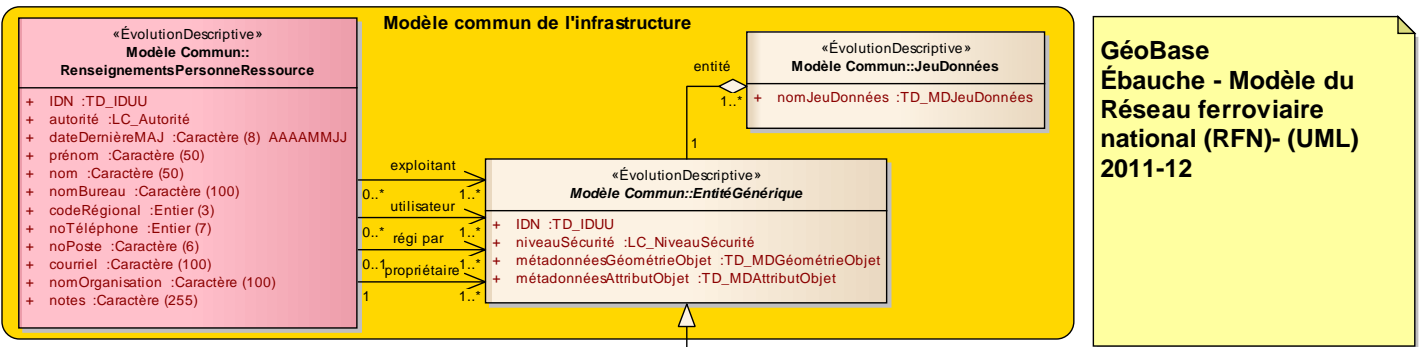 Modèle commun de l'infrastructure
«ÉvolutionDescriptive»
Modèle Commun::
RenseignementsPersonneRessource
+ IDN :TD_IDUU
+ autorité :LC_Autorité
+ dateDernièreMAJ :Caractère (8) AAAAMMJJ
+ prénom :Caractère (50)
+ nom :Caractère (50)
+ nomBureau :Caractère (100)
+ codeRégional :Entier (3)
+ noTéléphone :Entier (7)
+ noPoste :Caractère (6)
+ courriel :Caractère (100)
+ nomOrganisation :Caractère (100)
+ notes :Caractère (255)
exploitant
0..* 1..*
utilisateur
0..* 1..*
régi par
0..1 1..*
propriétaire
1 1..*
«ÉvolutionDescriptive»
Modèle Commun::JeuDonnées
+ nomJeuDonnées :TD_MDJeuDonnées
entité
1..*
1
«ÉvolutionDescriptive»
Modèle Commun::EntitéGénérique
+ IDN :TD_IDUU
+ niveauSécurité :LC_NiveauSécurité
+ métadonnéesGéométrieObjet :TD_MDGéométrieObjet
+ métadonnéesAttributObjet :TD_MDAttributObjet
GéoBase
Ébauche - Modèle du
Réseau ferroviaire
national (RFN)- (UML)
2011-12